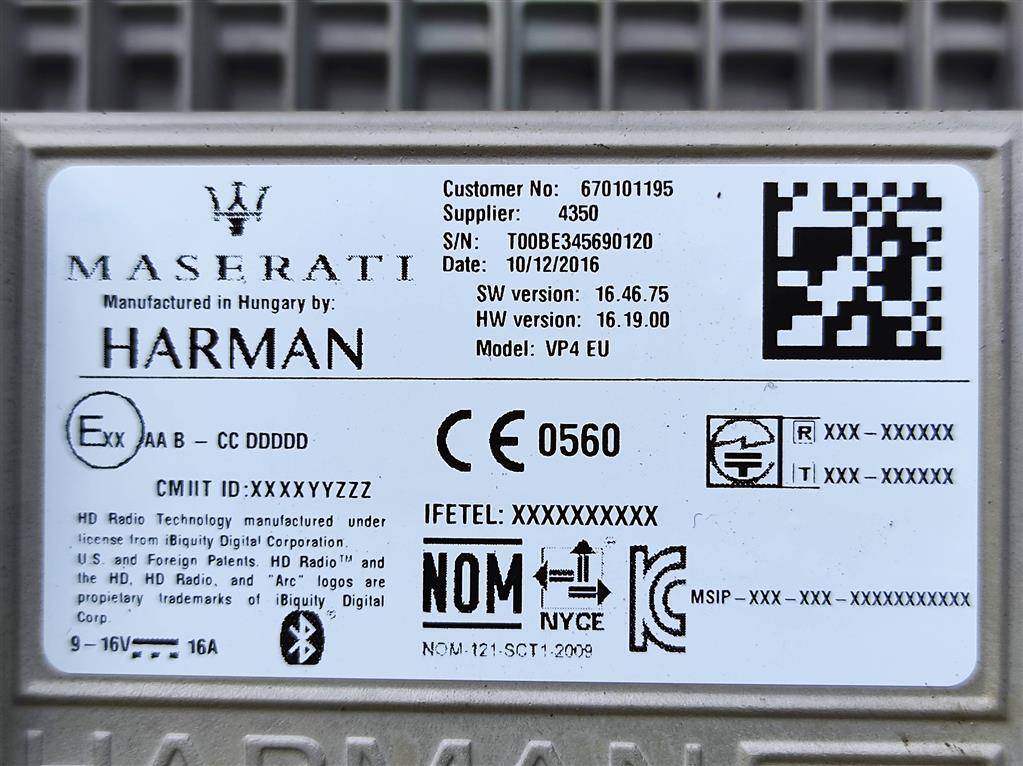 MASERATI
Manufactured in Hungary by:
HARMAN
Customer No: 670101195
Supplier: 4350
S/N: T00BE345690120
Date: 10/12/2016
SW version: 16.46.75
HW version: 16.19.00
Model: VP4 EU
Exx AA B - CC DDDDD
CMIIT ID:XXXXYYZZZ
HD Radio Technology manufactured under
license from iBiquity Digital Corporation.
U.S. and Foreign Patents. HD Radio™ and
the HD, HD Radio, and "Arc" logos are
propietary trademarks of iBiquity Digital
Corp.
9-16V 16A
CE 0560
IFETEL: XXXXXXXXXX
NOM
NYCE
NOM-121-SCT1-2009
R XXX-XXXXXX
T XXX-XXXXXX
MSIP-XXX-XXX-XXXXXXXXXXX
HARMAN